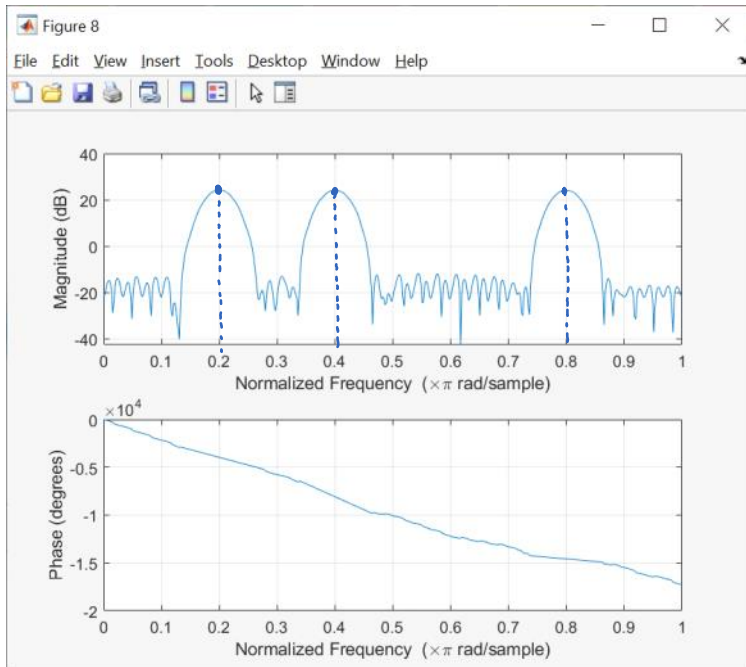 Figure 8
File Edit View Insert Tools Desktop Window Help
40
20
0
-20
-40
Magnitude (dB)
0 0.1 0.2 0.3 0.4 0.5 0.6 0.7 0.8 0.9 1
Normalized Frequency (×π rad/sample)
×10⁴
0
-0.5
-1
-1.5
-2
Phase (degrees)
0 0.1 0.2 0.3 0.4 0.5 0.6 0.7 0.8 0.9 1
Normalized Frequency (×π rad/sample)